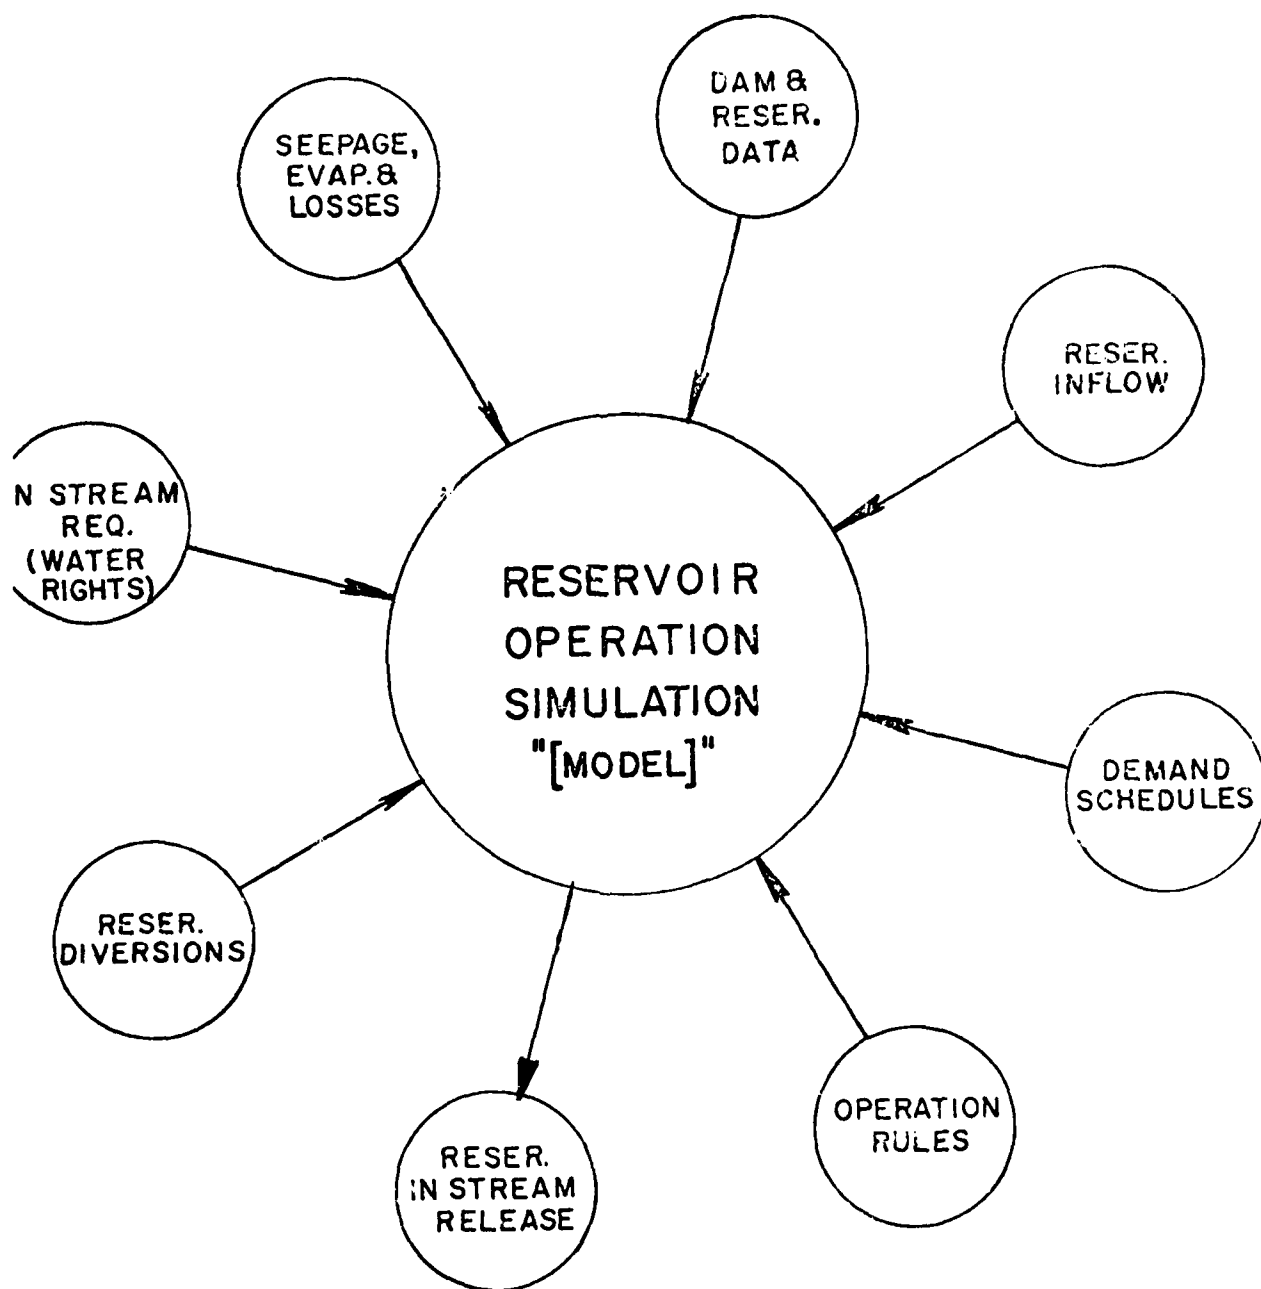 DAM &
RESER.
DATA
SEEPAGE,
EVAP. &
LOSSES
RESER.
INFLOW
N STREAM
REQ.
(WATER
RIGHTS)
RESERVOIR
OPERATION
SIMULATION
"[MODEL]"
DEMAND
SCHEDULES
RESER.
DIVERSIONS
OPERATION
RULES
RESER.
IN STREAM
RELEASE